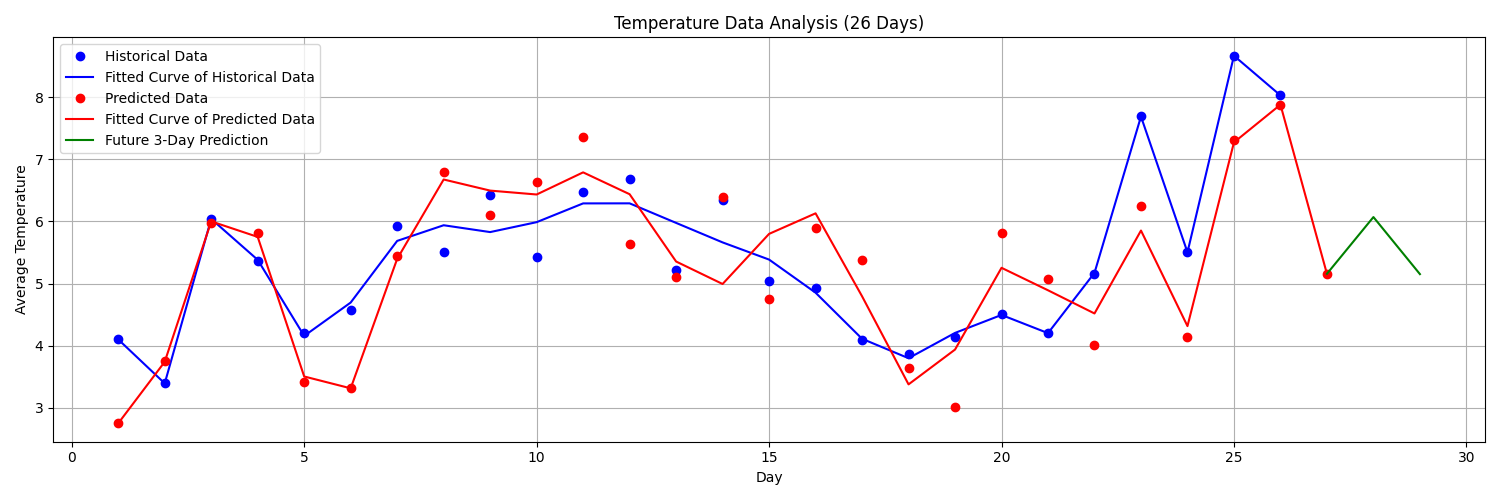 Temperature Data Analysis (26 Days)
Historical Data
Fitted Curve of Historical Data
Predicted Data
Fitted Curve of Predicted Data
Future 3-Day Prediction
Average Temperature
8
7
6
5
4
3
0 5 10 15 20 25 30
Day